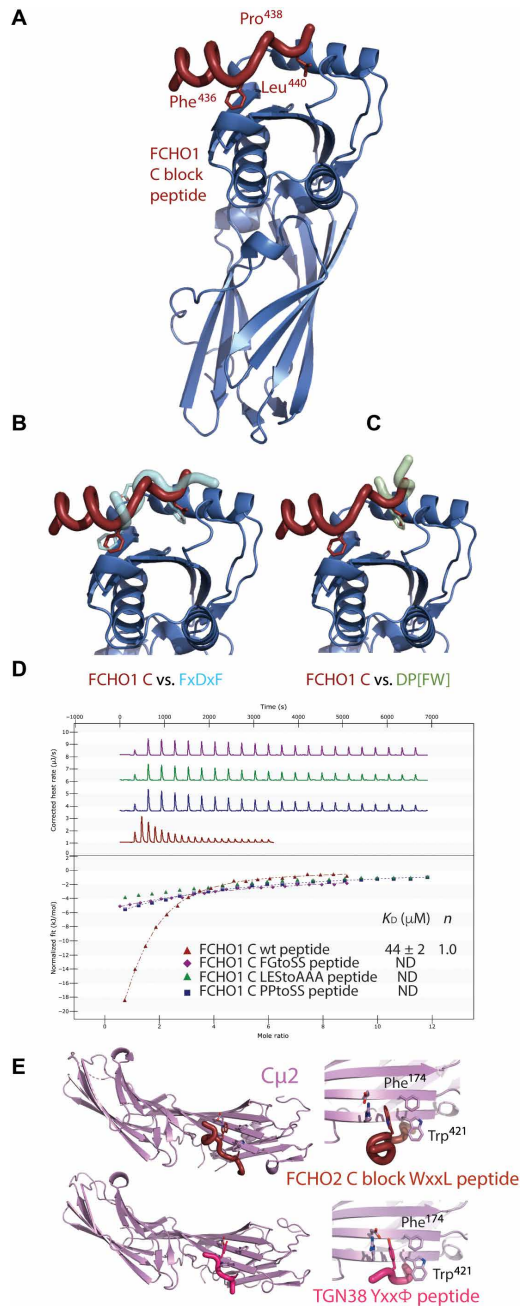 A
Pro438
Leu440
Phe436
FCHO1
C block
peptide
B
C
FCHO1 C vs. FxDxF
FCHO1 C vs. DP[FW]
D
Time (s)
-1000 0 1000 2000 3000 4000 5000 6000 7000
Corrected heat rate (μJ/s)
10
9
8
7
6
5
4
3
2
1
0
Normalized fit (kJ/mol)
2
0
-2
-4
-6
-8
-10
-12
-14
-16
-18
-20
KD (μM) n
FCHO1 C wt peptide 44 ± 2 1.0
FCHO1 C FGtoSS peptide ND
FCHO1 C LEStoAAA peptide ND
FCHO1 C PPtoSS peptide ND
0 2 4 6 8 10 12
Mole ratio
E
Cμ2
Phe174
Trp421
FCHO2 C block WxxL peptide
Phe174
Trp421
TGN38 YxxΦ peptide